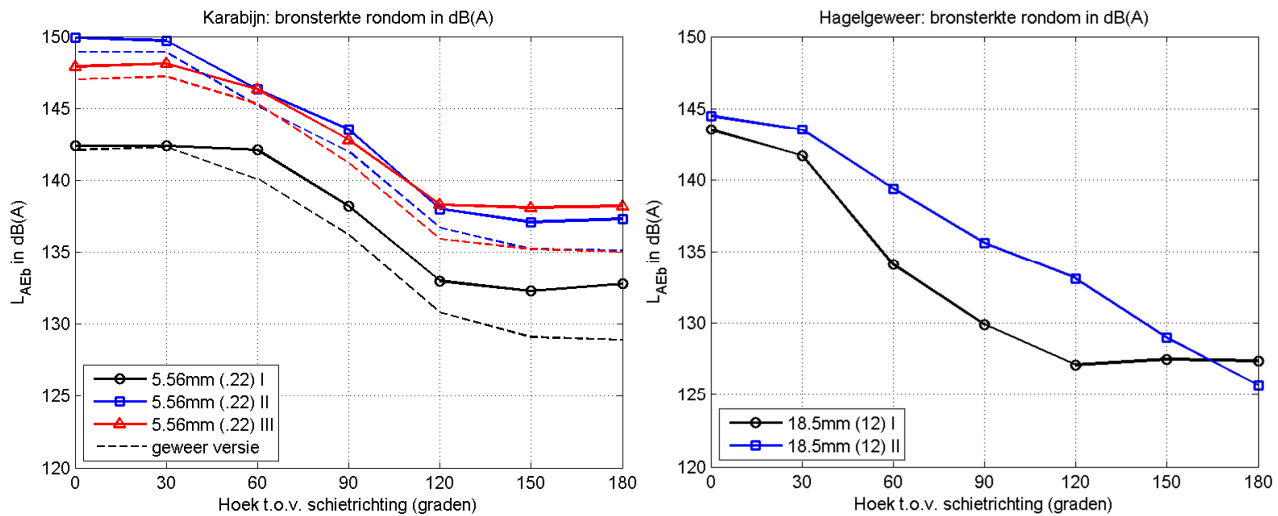 Karabijn: bronsterkte rondom in dB(A)
150
145
140
135
130
125
120
L_AEb in dB(A)
0 30 60 90 120 150 180
Hoek t.o.v. schietrichting (graden)
5.56mm (.22) I
5.56mm (.22) II
5.56mm (.22) III
geweer versie
Hagelgeweer: bronsterkte rondom in dB(A)
150
145
140
135
130
125
120
L_AEb in dB(A)
0 30 60 90 120 150 180
Hoek t.o.v. schietrichting (graden)
18.5mm (12) I
18.5mm (12) II